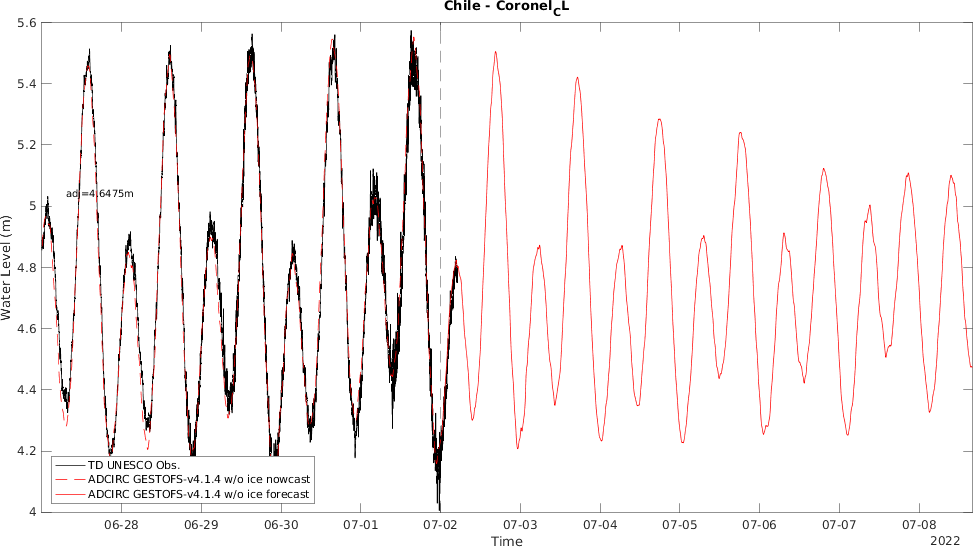 Chile - Coronel_CL
5.6
5.4
5.2
5
4.8
4.6
4.4
4.2
4
Water Level (m)
adj=4.6475m
TD UNESCO Obs.
ADCIRC GESTOFS-v4.1.4 w/o ice nowcast
ADCIRC GESTOFS-v4.1.4 w/o ice forecast
06-28 06-29 06-30 07-01 07-02 07-03 07-04 07-05 07-06 07-07 07-08
Time
2022